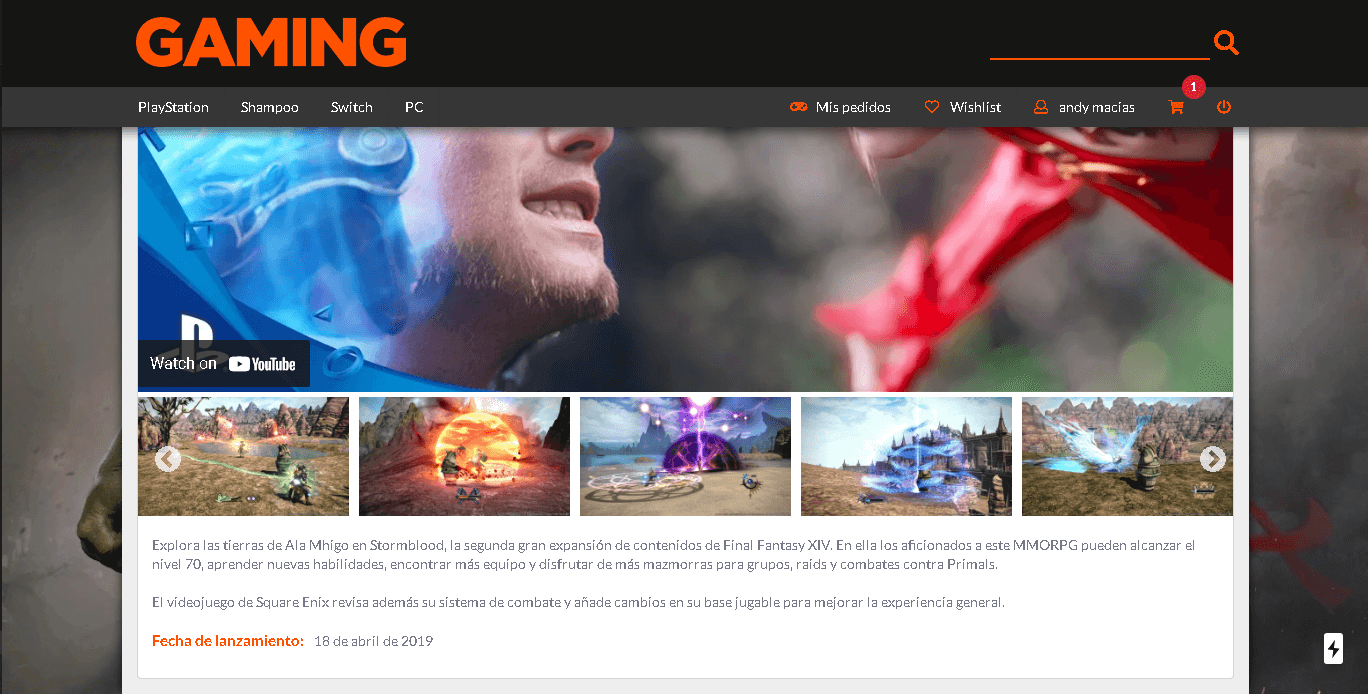 GAMING
PlayStation Shampoo Switch PC Mis pedidos Wishlist andy macias 1
Watch on YouTube
Explora las tierras de Ala Mhigo en Stormblood, la segunda gran expansión de contenidos de Final Fantasy XIV. En ella los aficionados a este MMORPG pueden alcanzar el
nivel 70, aprender nuevas habilidades, encontrar más equipo y disfrutar de más mazmorras para grupos, raids y combates contra Primals.
El videojuego de Square Enix revisa además su sistema de combate y añade cambios en su base jugable para mejorar la experiencia general.
Fecha de lanzamiento: 18 de abril de 2019